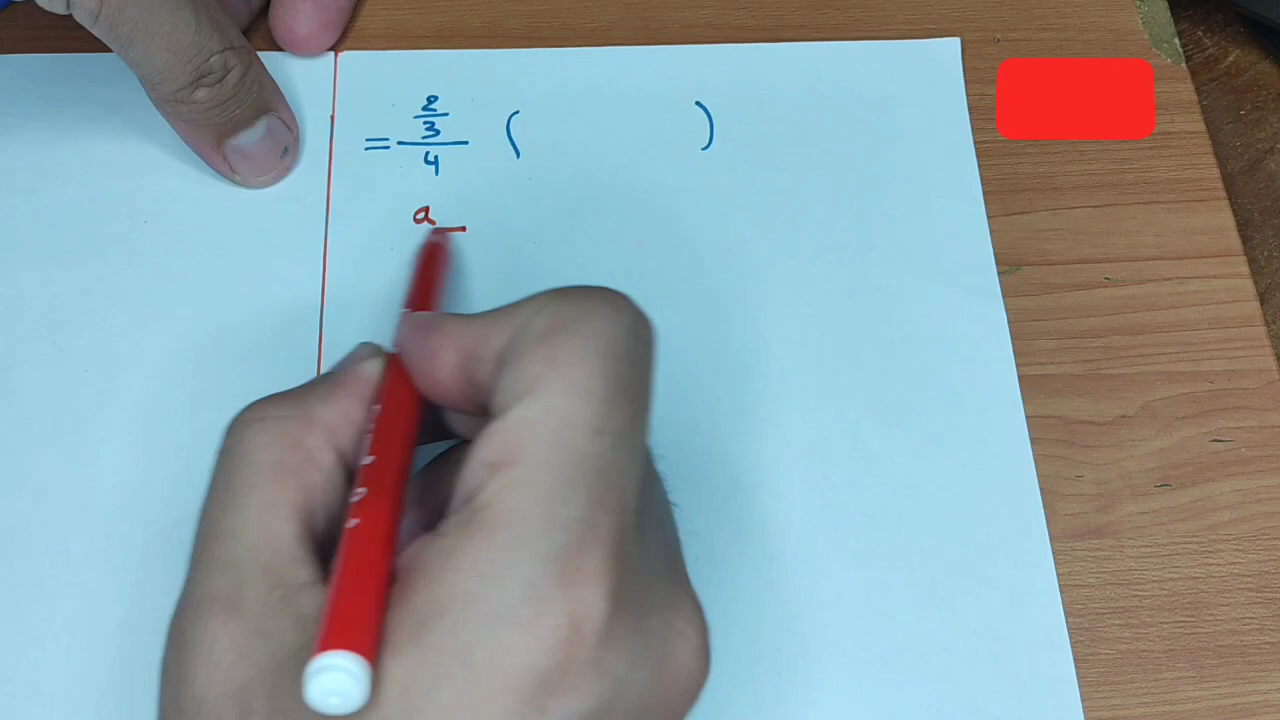 = (2/3)/4 (          )
a —